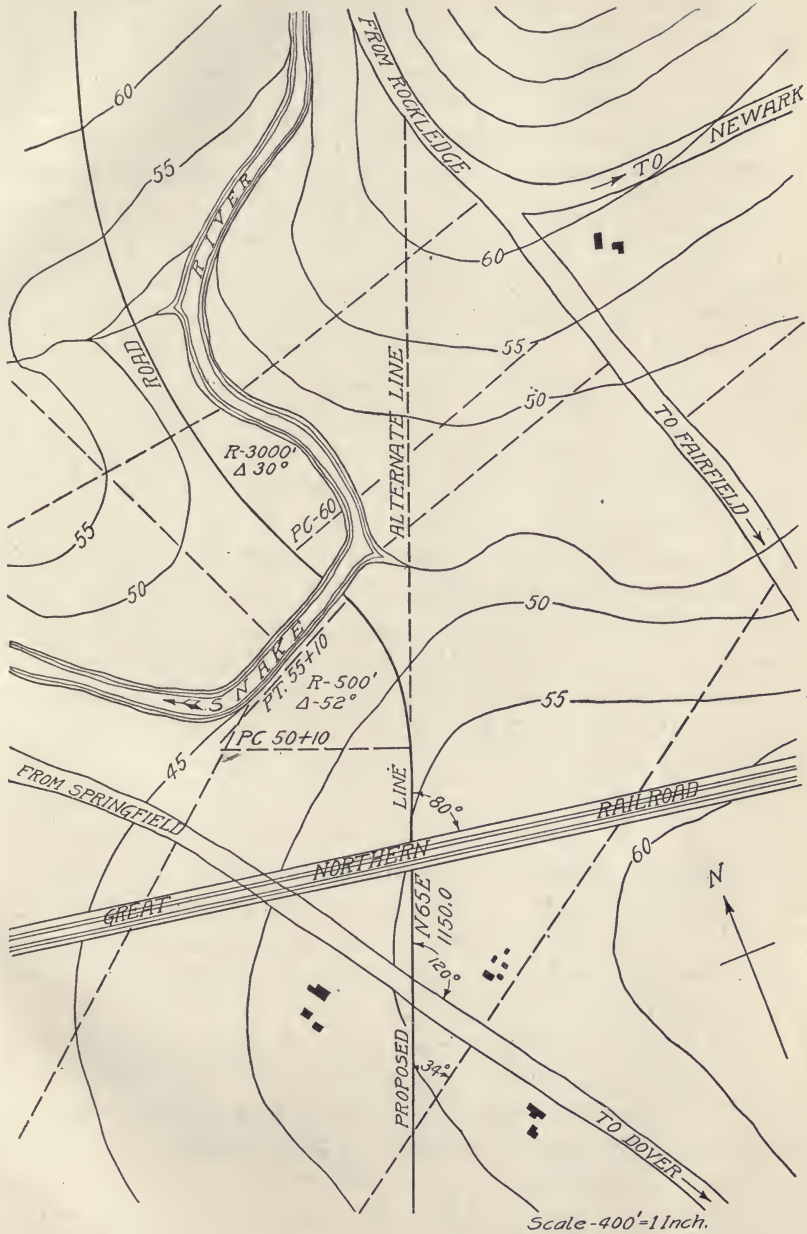 60
FROM ROCKLEDGE
TO NEWARK
55
RIVER
60
ROAD
55
ALTERNATE LINE
50
TO FAIRFIELD
R-3000'
Δ 30°
PC-60
55
50
50
SNAKE
PT. 55+10
R-500'
Δ-52°
55
PC 50+10
45
LINE
80°
FROM SPRINGFIELD
GREAT NORTHERN RAILROAD
60
N
N65E
1150.0
120°
PROPOSED
34°
TO DOVER
Scale-400'=1Inch.